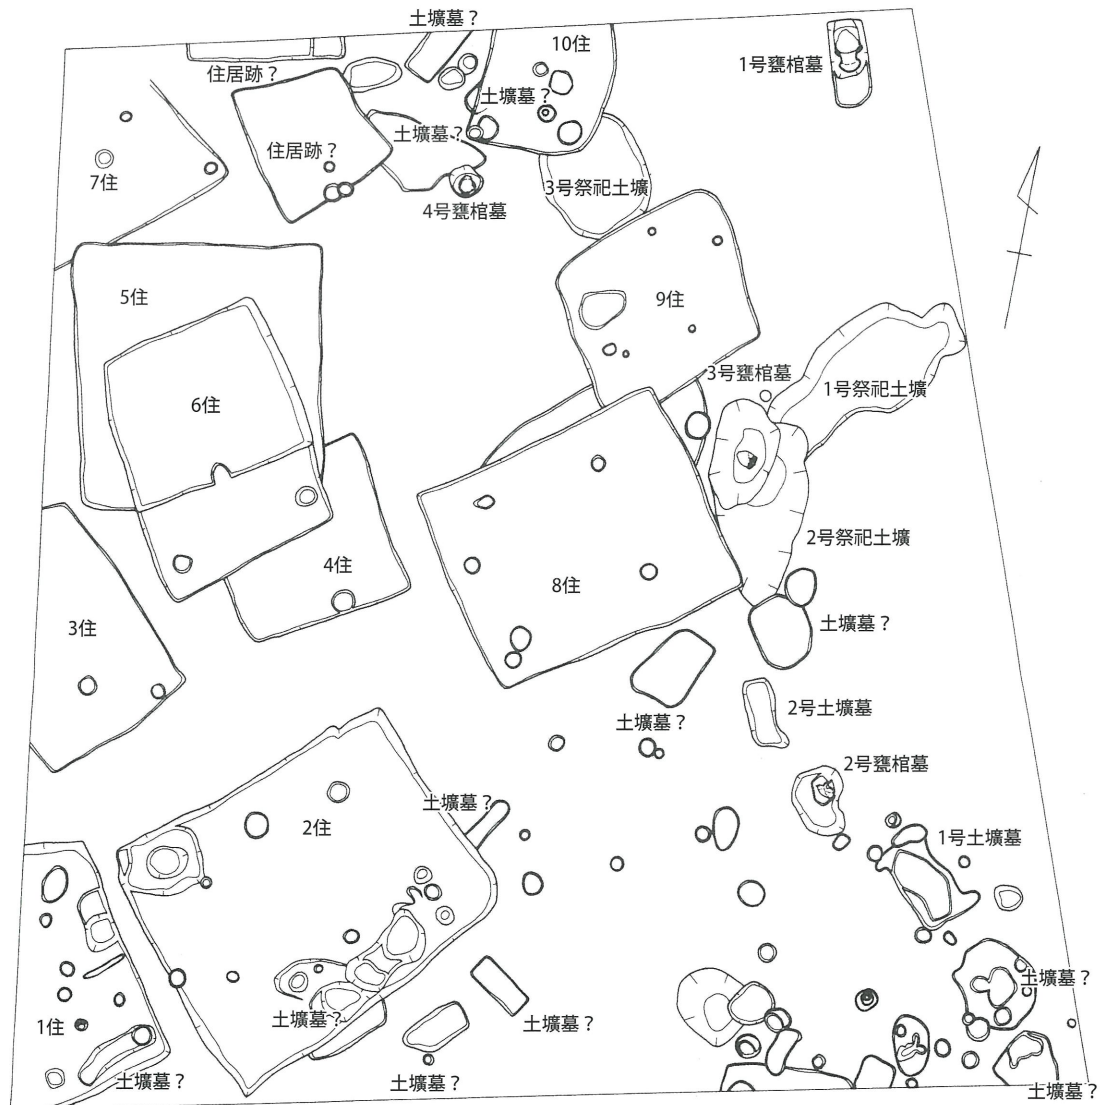 土壙墓？
10住
1号甕棺墓
住居跡？
土壙墓？
土壙墓？
住居跡？
7住
3号祭祀土壙
4号甕棺墓
5住
9住
3号甕棺墓
1号祭祀土壙
6住
2号祭祀土壙
4住
8住
3住
土壙墓？
2号土壙墓
土壙墓？
2号甕棺墓
土壙墓？
2住
1号土壙墓
土壙墓？
1住
土壙墓？
土壙墓？
土壙墓？
土壙墓？
土壙墓？